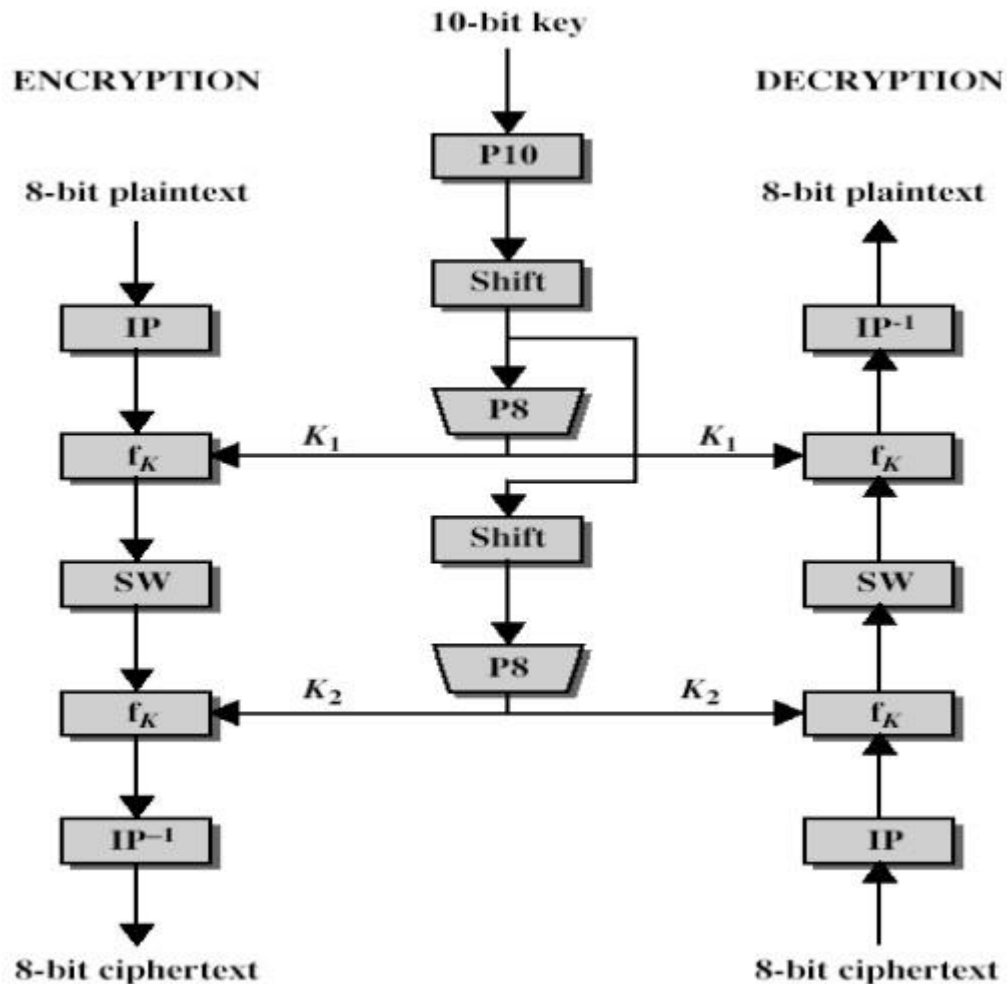 10-bit key
ENCRYPTION
DECRYPTION
P10
8-bit plaintext
8-bit plaintext
Shift
IP
IP-1
P8
K1
K1
fK
fK
Shift
SW
SW
P8
K2
K2
fK
fK
IP−1
IP
8-bit ciphertext
8-bit ciphertext